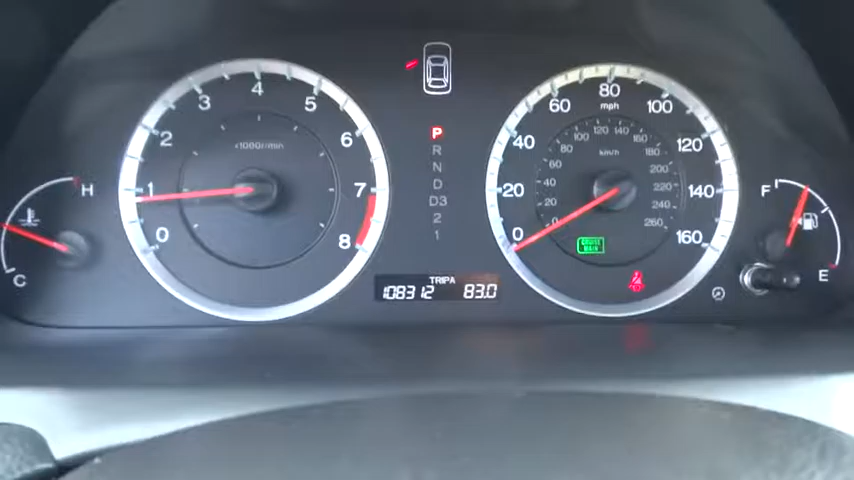 0 1 2 3 4 5 6 7 8
x1000r/min
H
C
P
R
N
D
D3
2
1
TRIP A
108312 83.0
0 20 40 60 80 100 120 140 160
mph
20 40 60 80 100 120 140 160 180 200 220 240 260
km/h
CRUISE
MAIN
F
E